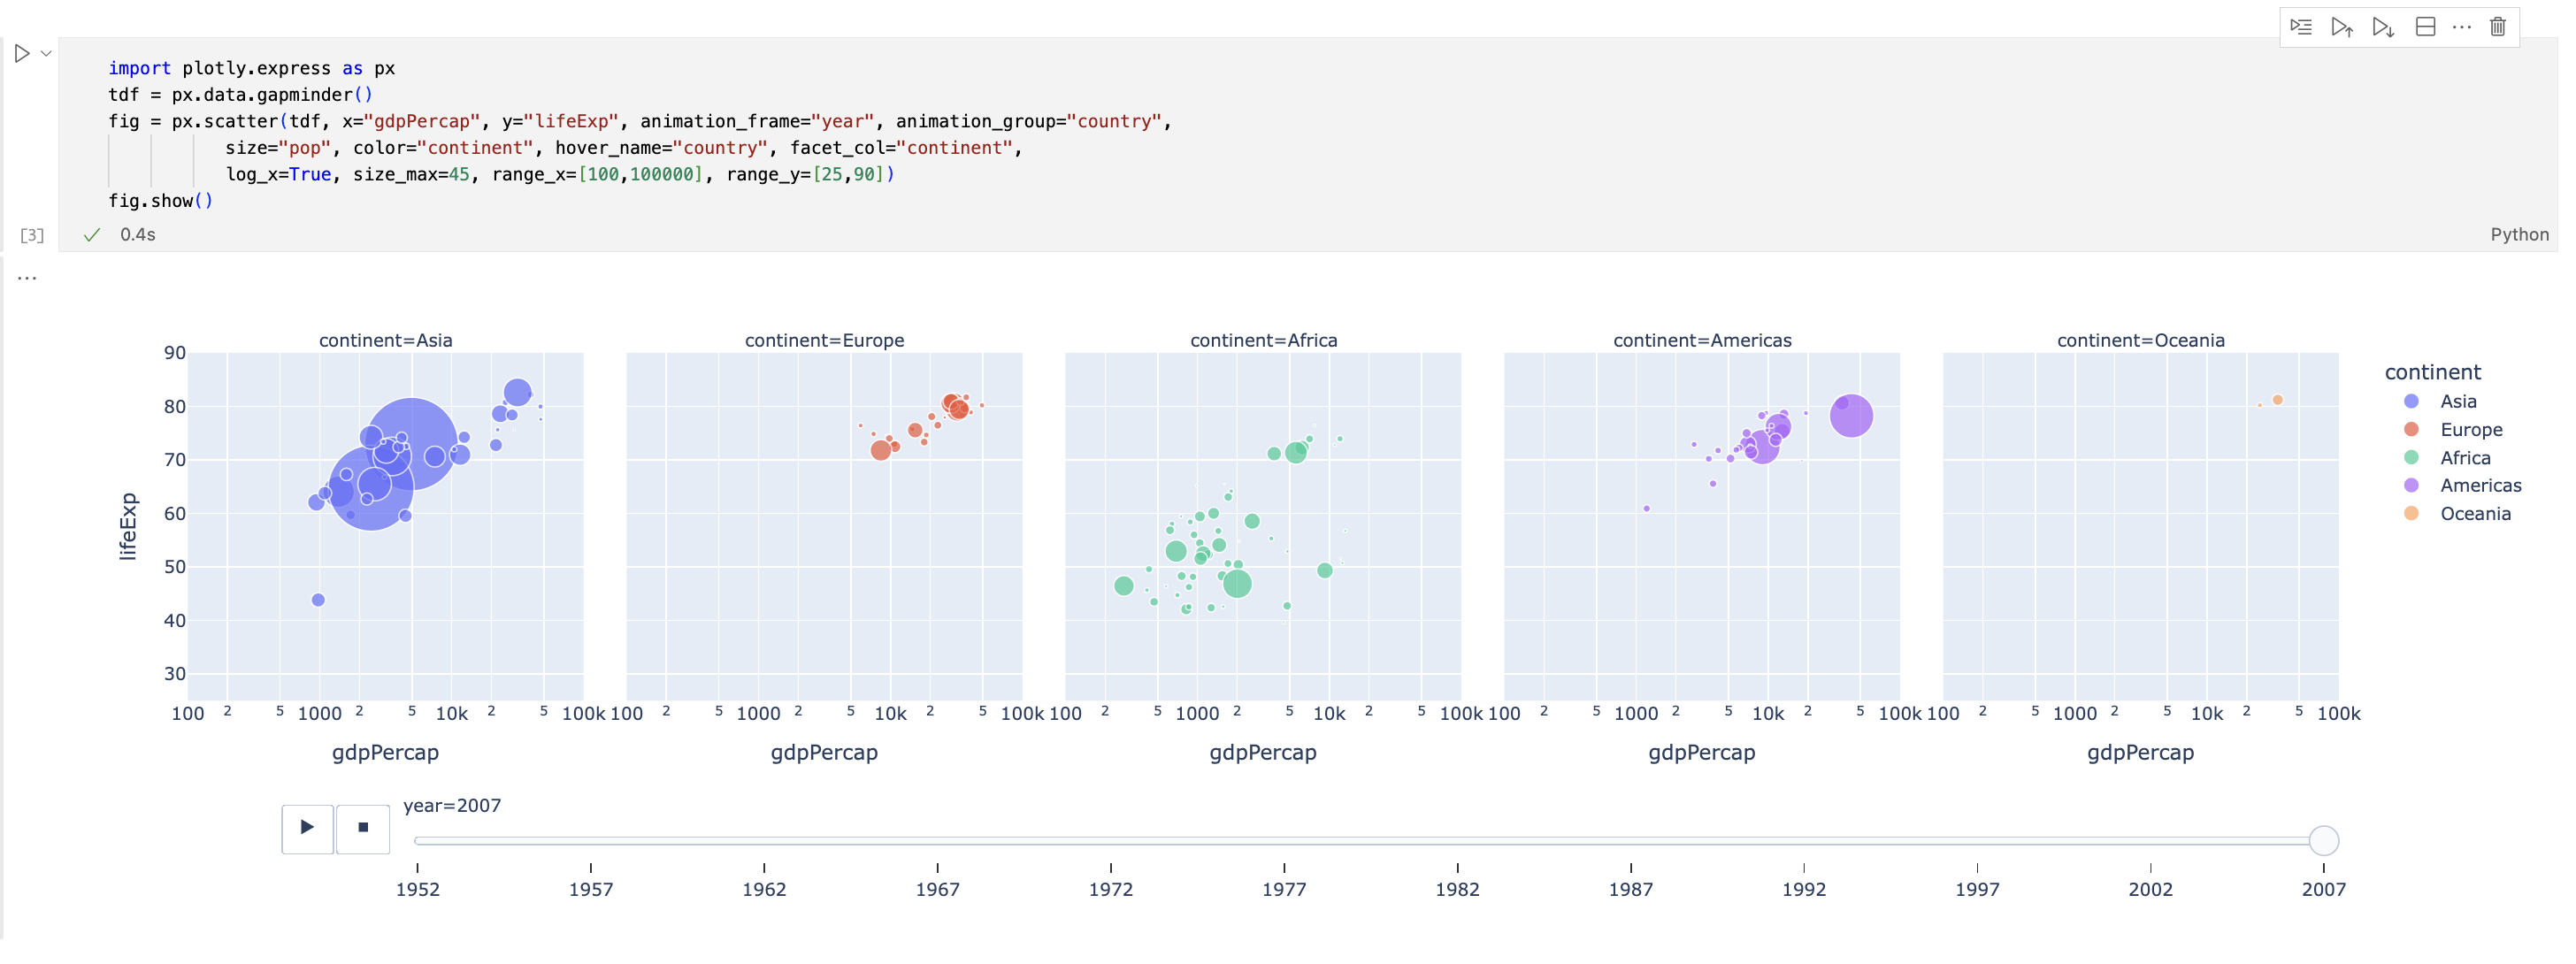 import plotly.express as px
tdf = px.data.gapminder()
fig = px.scatter(tdf, x="gdpPercap", y="lifeExp", animation_frame="year", animation_group="country",
size="pop", color="continent", hover_name="country", facet_col="continent",
log_x=True, size_max=45, range_x=[100,100000], range_y=[25,90])
fig.show()
[3] 0.4s Python
...
continent=Asia continent=Europe continent=Africa continent=Americas continent=Oceania
continent
Asia
Europe
Africa
Americas
Oceania
lifeExp
90
80
70
60
50
40
30
100 2 5 1000 2 5 10k 2 5 100k 100 2 5 1000 2 5 10k 2 5 100k 100 2 5 1000 2 5 10k 2 5 100k 100 2 5 1000 2 5 10k 2 5 100k 100 2 5 1000 2 5 10k 2 5 100k
gdpPercap gdpPercap gdpPercap gdpPercap gdpPercap
year=2007
1952 1957 1962 1967 1972 1977 1982 1987 1992 1997 2002 2007